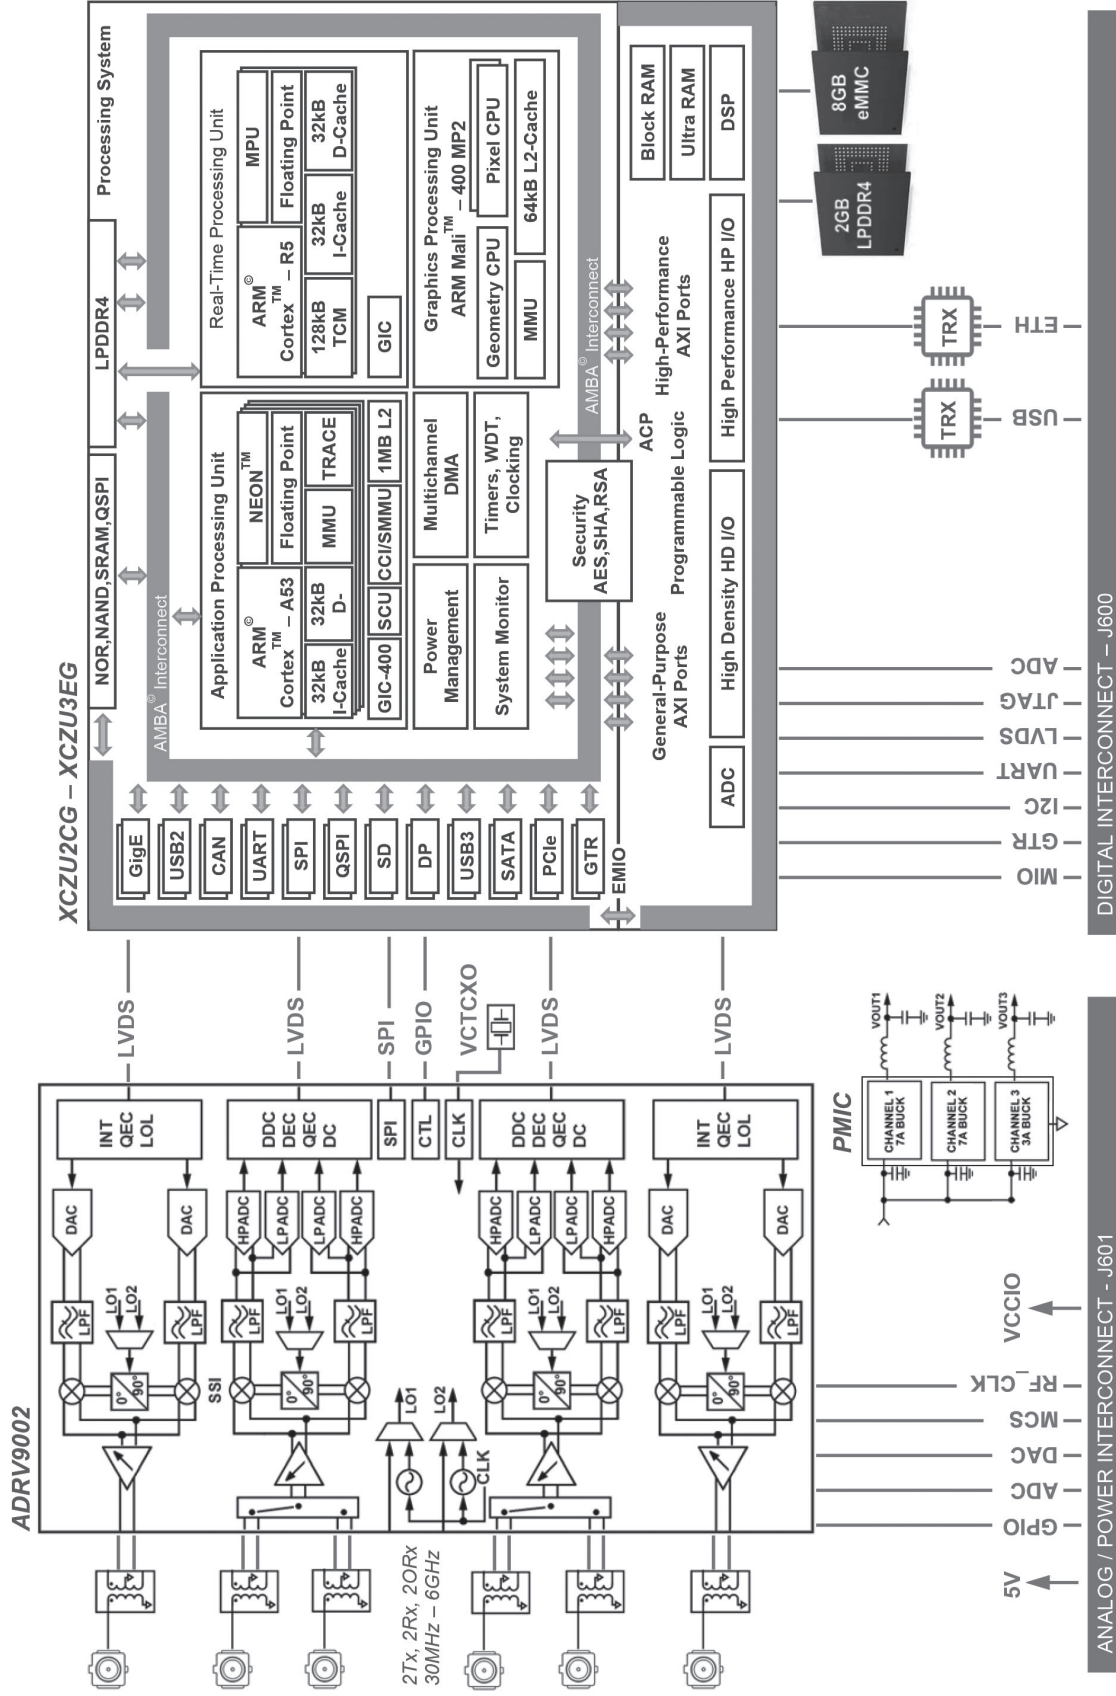 XCZU2CG – XCZU3EG
Processing System
NOR,NAND,SRAM,QSPI
LPDDR4
AMBA© Interconnect
Application Processing Unit
ARM©
Cortex™ – A53
NEON™
Floating Point
32kB
I-Cache
32kB
D-
MMU
TRACE
GIC-400
SCU
CCI/SMMU
1MB L2
Real-Time Processing Unit
ARM©
Cortex™ – R5
MPU
Floating Point
128kB
TCM
32kB
I-Cache
32kB
D-Cache
GIC
Power
Management
Multichannel
DMA
System Monitor
Timers, WDT,
Clocking
Graphics Processing Unit
ARM Mali™ – 400 MP2
Geometry CPU
Pixel CPU
MMU
64kB L2-Cache
AMBA© Interconnect
Security
AES,SHA,RSA
GigE
USB2
CAN
UART
SPI
QSPI
SD
DP
USB3
SATA
PCIe
GTR
EMIO
ACP
General-Purpose
AXI Ports
Programmable Logic
High-Performance
AXI Ports
Block RAM
Ultra RAM
DSP
ADC
High Density HD I/O
High Performance HP I/O
8GB
eMMC
2GB
LPDDR4
TRX
ETH
TRX
USB
ADC
JTAG
LVDS
UART
I2C
GTR
MIO
DIGITAL INTERCONNECT – J600
ADRV9002
LVDS
LVDS
SPI
GPIO
VCTCXO
LVDS
LVDS
INT
QEC
LOL
DAC
DAC
LPF
LPF
LO1
LO2
0°
90°
SSI
DDC
DEC
QEC
DC
HPADC
LPADC
LPADC
HPADC
LPF
LPF
LO1
LO2
0°
90°
SPI
CTL
CLK
LO1
LO2
CLK
DDC
DEC
QEC
DC
HPADC
LPADC
LPADC
HPADC
LPF
LPF
LO1
LO2
0°
90°
INT
QEC
LOL
DAC
DAC
LPF
LPF
LO1
LO2
0°
90°
2Tx, 2Rx, 2ORx
30MHz – 6GHz
PMIC
CHANNEL 1
7A BUCK
CHANNEL 2
7A BUCK
CHANNEL 3
3A BUCK
VOUT1
VOUT2
VOUT3
5V
GPIO
ADC
DAC
MCS
RF_CLK
VCCIO
ANALOG / POWER INTERCONNECT - J601